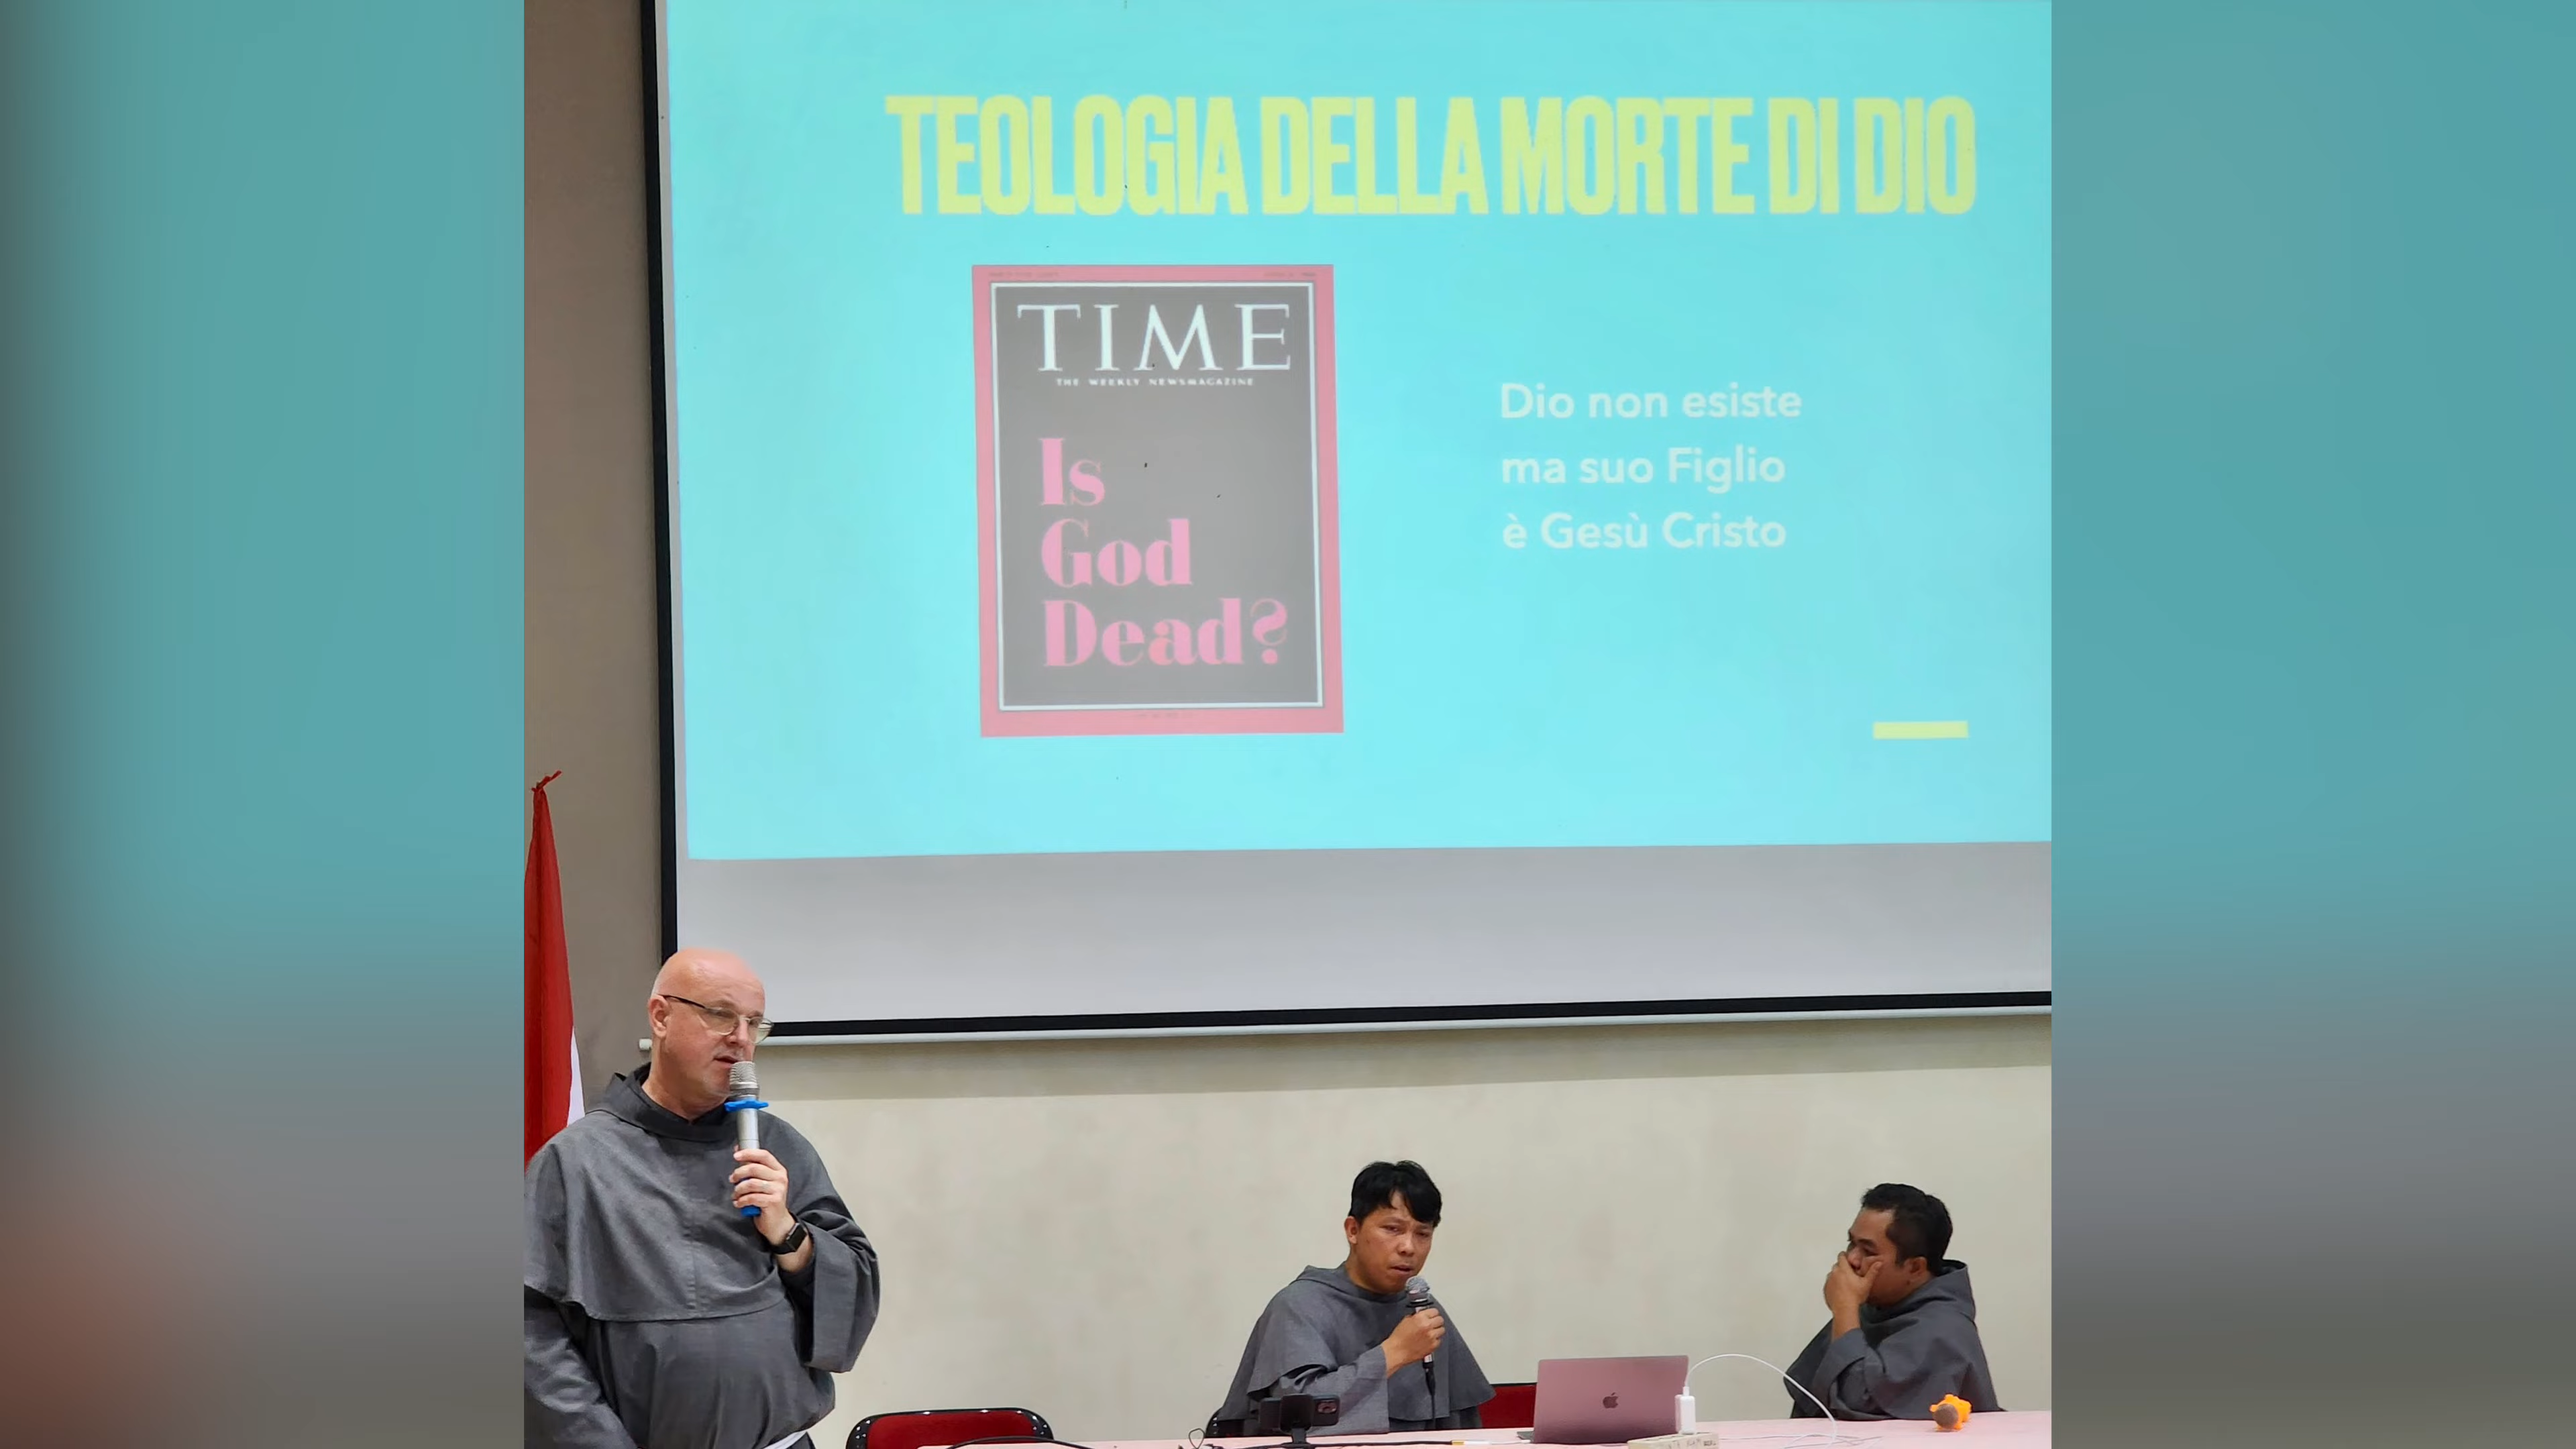 TEOLOGIA DELLA MORTE DI DIO
TIME
THE WEEKLY NEWSMAGAZINE
Is
God
Dead?
Dio non esiste
ma suo Figlio
è Gesù Cristo